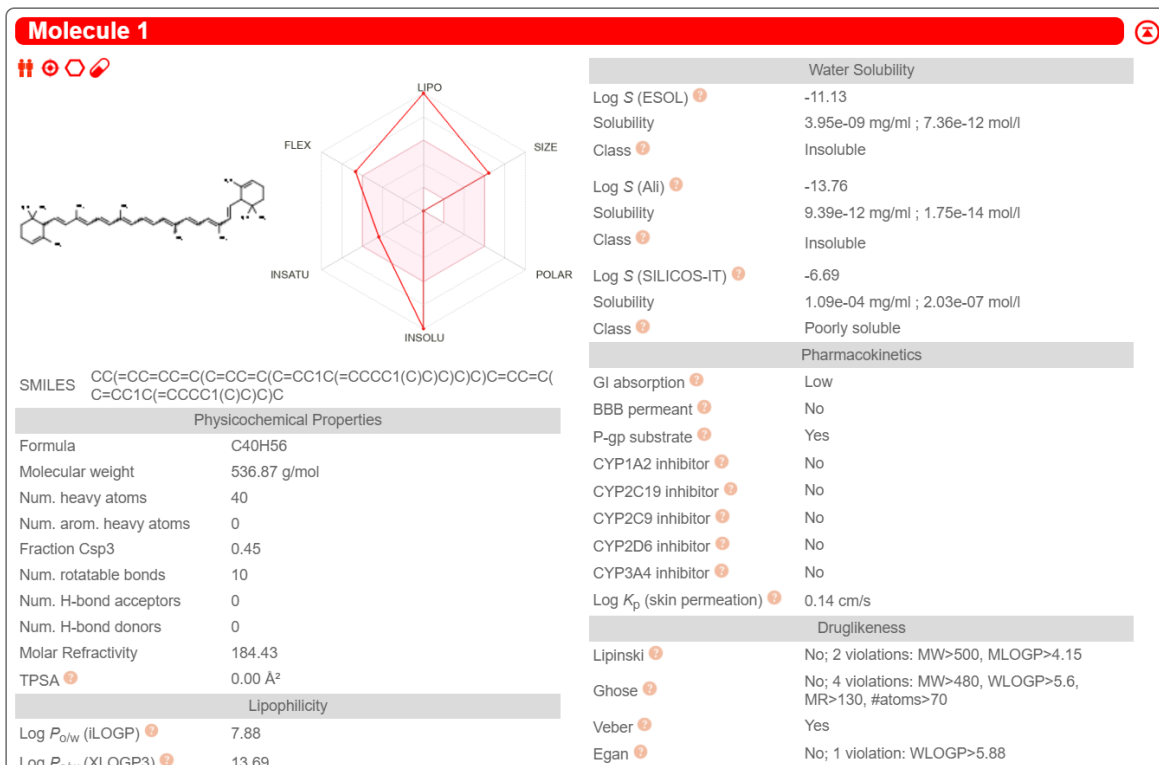 Molecule 1
LIPO
FLEX
SIZE
INSATU
POLAR
INSOLU
SMILES CC(=CC=CC=C(C=CC=C(C=CC1C(=CCCC1(C)C)C)C)C)C=CC=C(
C=CC1C(=CCCC1(C)C)C)C
Physicochemical Properties
Formula C40H56
Molecular weight 536.87 g/mol
Num. heavy atoms 40
Num. arom. heavy atoms 0
Fraction Csp3 0.45
Num. rotatable bonds 10
Num. H-bond acceptors 0
Num. H-bond donors 0
Molar Refractivity 184.43
TPSA ? 0.00 Å²
Lipophilicity
Log Po/w (iLOGP) ? 7.88
Log Po/w (XLOGP3) ? 13.69
Water Solubility
Log S (ESOL) ? -11.13
Solubility 3.95e-09 mg/ml ; 7.36e-12 mol/l
Class ? Insoluble
Log S (Ali) ? -13.76
Solubility 9.39e-12 mg/ml ; 1.75e-14 mol/l
Class ? Insoluble
Log S (SILICOS-IT) ? -6.69
Solubility 1.09e-04 mg/ml ; 2.03e-07 mol/l
Class ? Poorly soluble
Pharmacokinetics
GI absorption ? Low
BBB permeant ? No
P-gp substrate ? Yes
CYP1A2 inhibitor ? No
CYP2C19 inhibitor ? No
CYP2C9 inhibitor ? No
CYP2D6 inhibitor ? No
CYP3A4 inhibitor ? No
Log Kp (skin permeation) ? 0.14 cm/s
Druglikeness
Lipinski ? No; 2 violations: MW>500, MLOGP>4.15
Ghose ? No; 4 violations: MW>480, WLOGP>5.6,
MR>130, #atoms>70
Veber ? Yes
Egan ? No; 1 violation: WLOGP>5.88